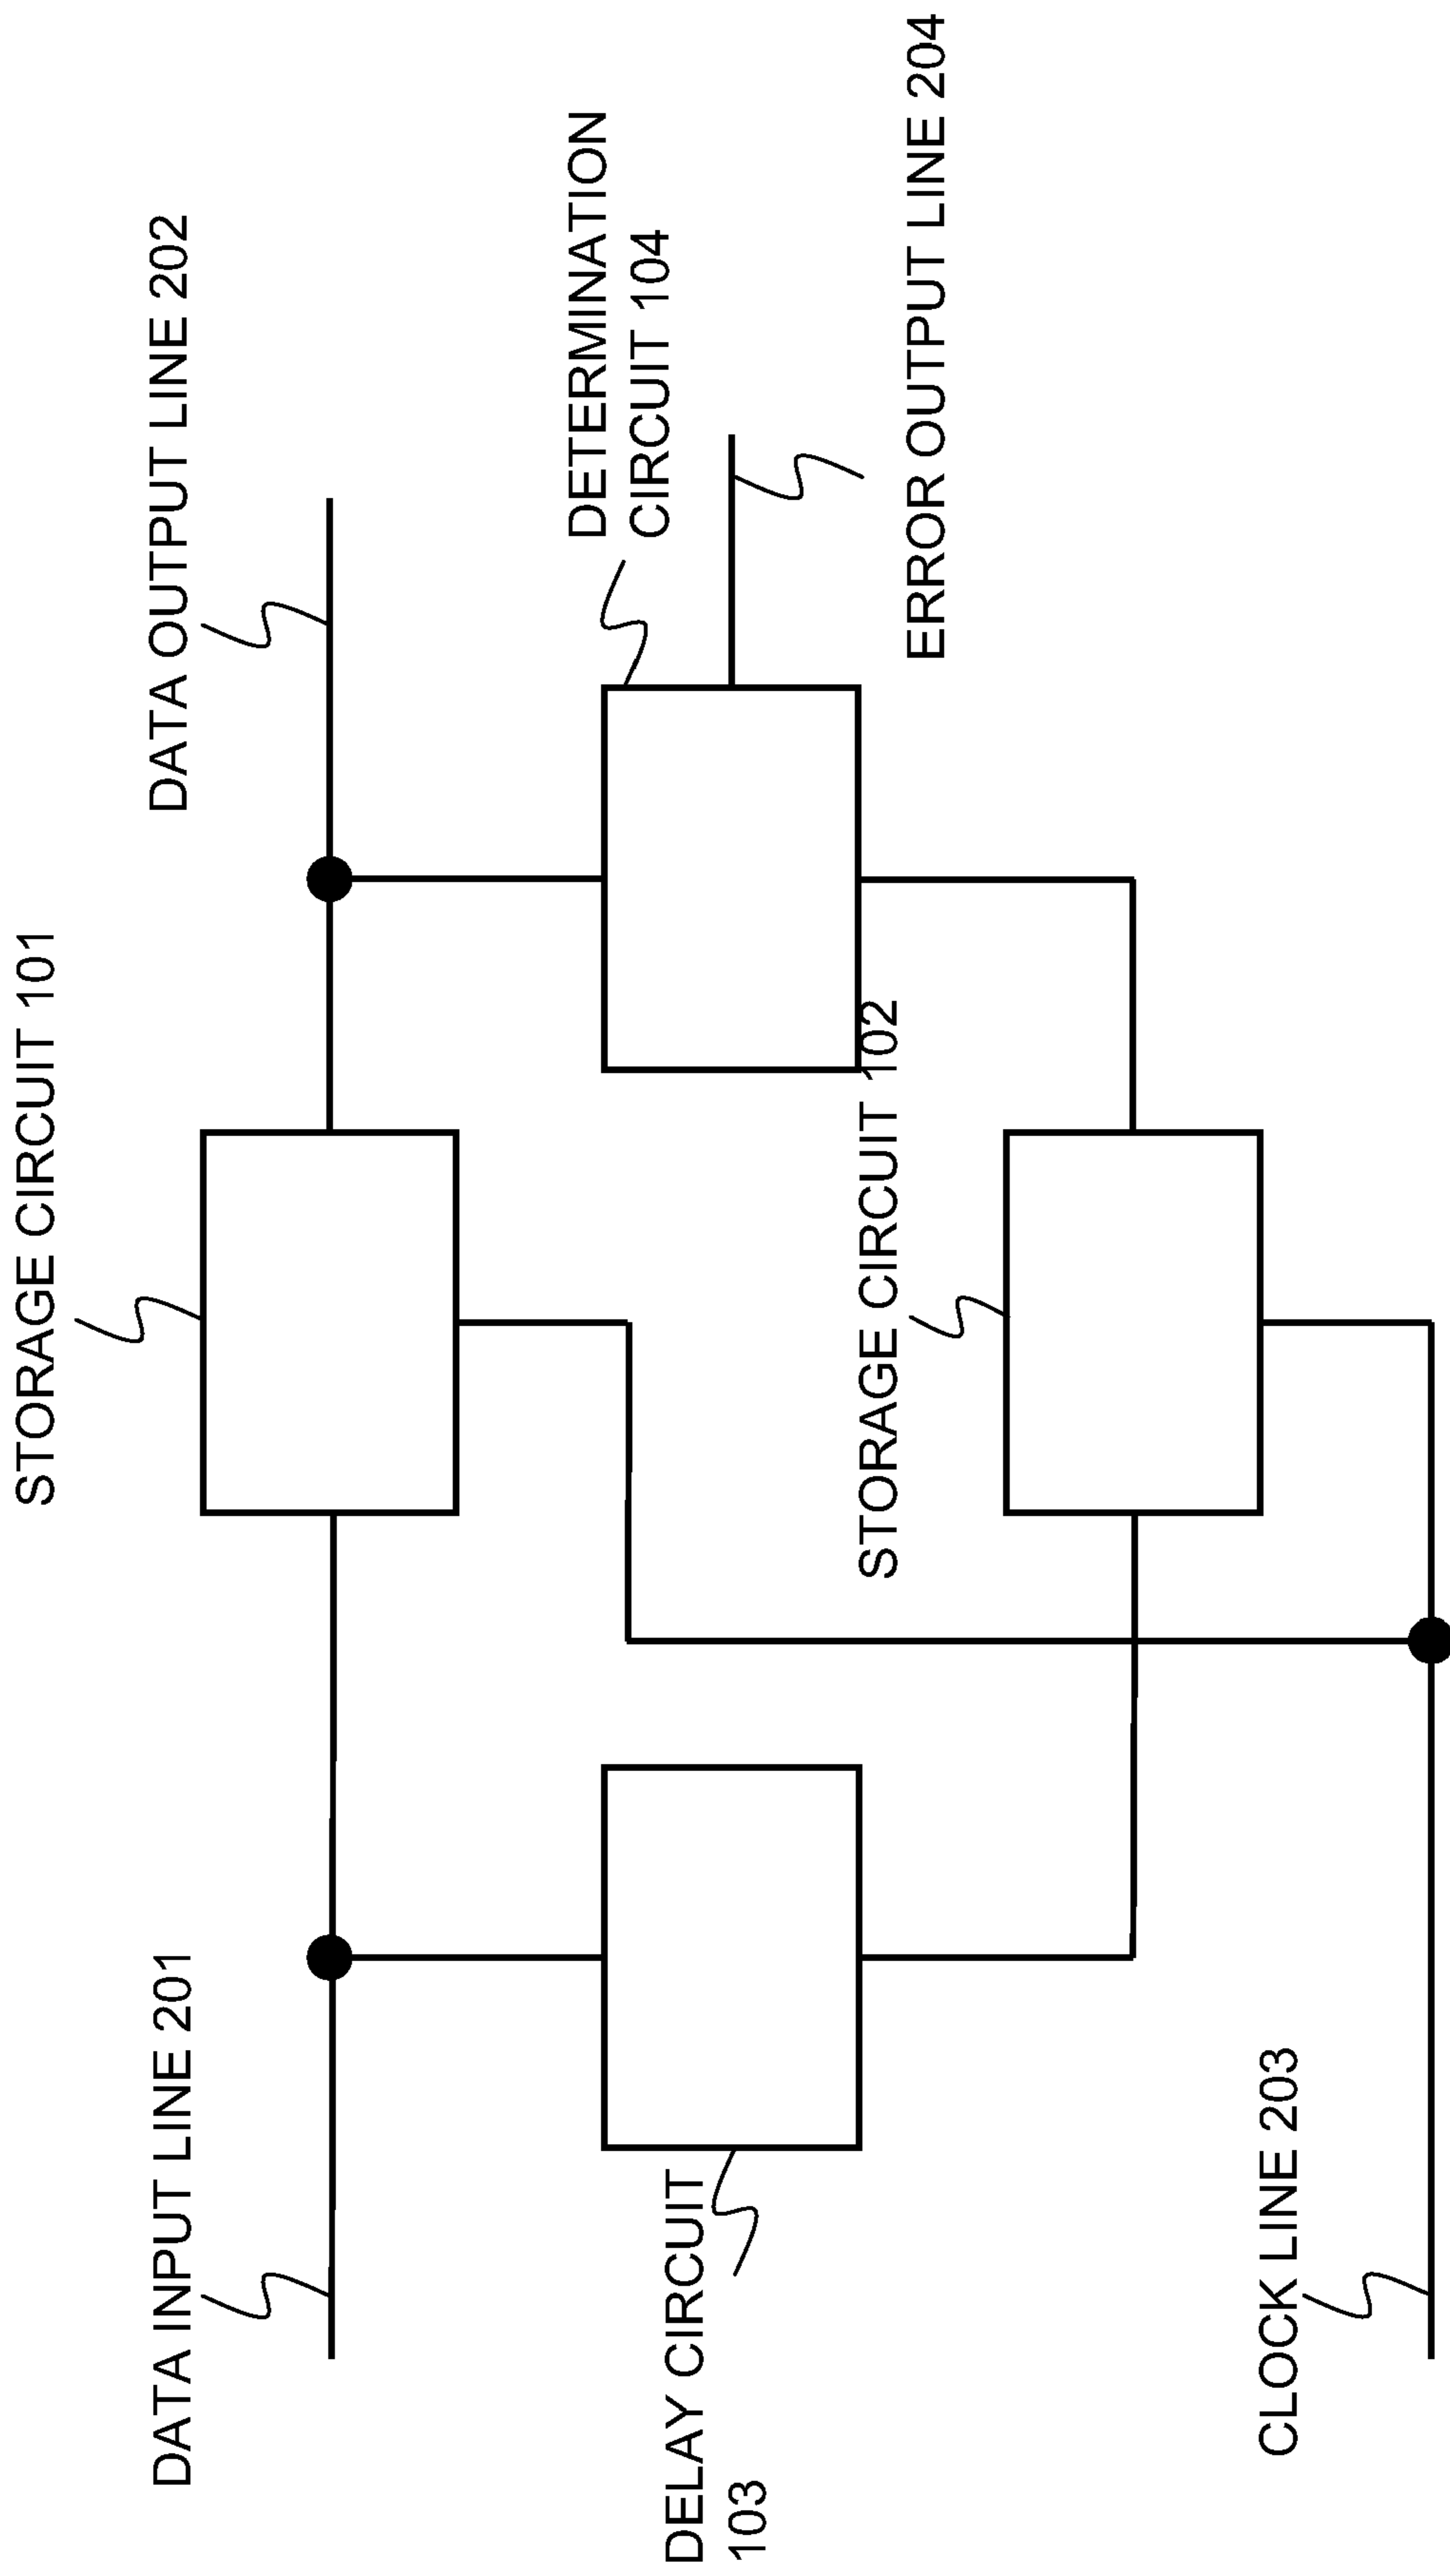 STORAGE CIRCUIT 101
DATA INPUT LINE 201
DATA OUTPUT LINE 202
DETERMINATION
CIRCUIT 104
DELAY CIRCUIT
103
STORAGE CIRCUIT 102
ERROR OUTPUT LINE 204
CLOCK LINE 203